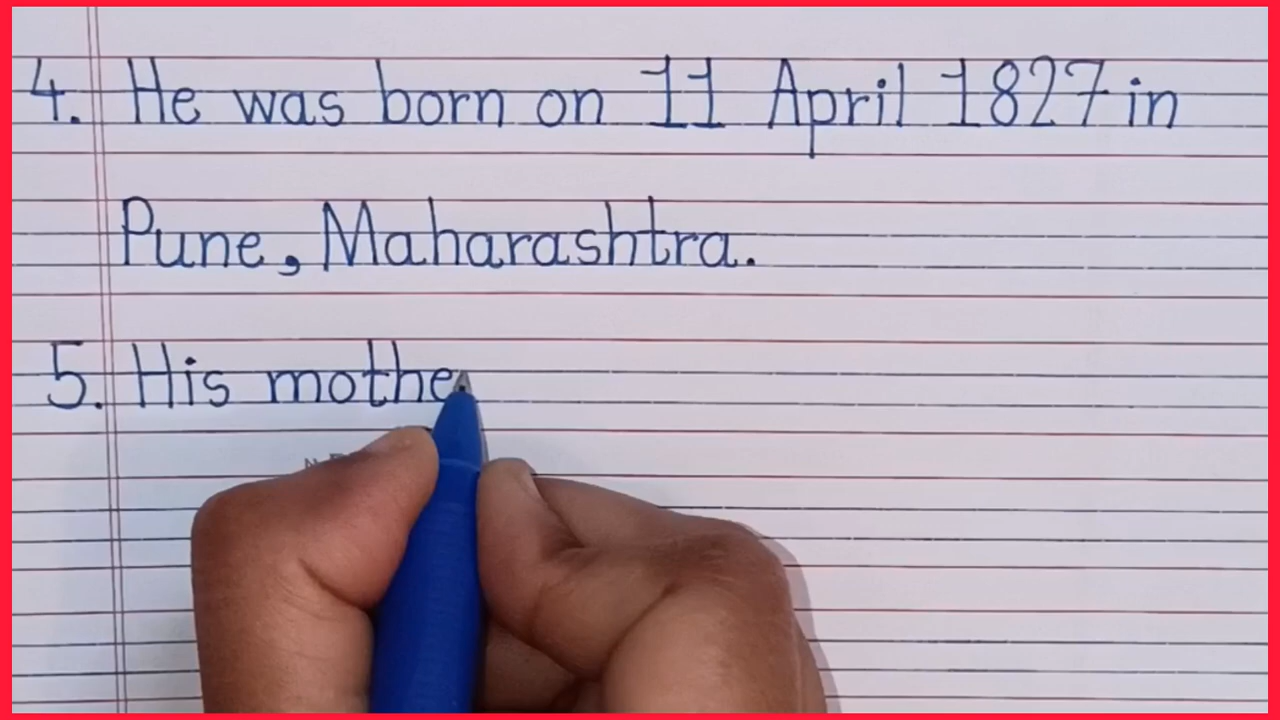 4. He was born on 11 April 1827 in
Pune, Maharashtra.
5. His mothe